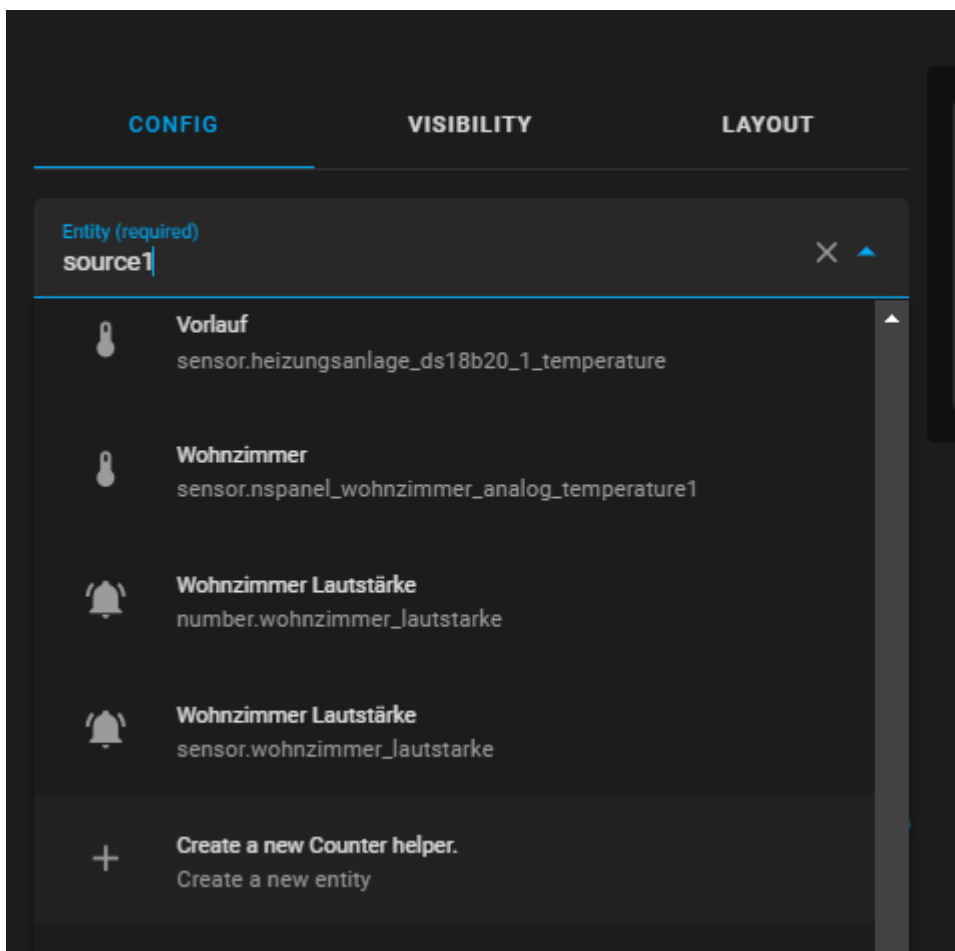 CONFIG VISIBILITY LAYOUT
Entity (required)
source1
Vorlauf
sensor.heizungsanlage_ds18b20_1_temperature
Wohnzimmer
sensor.nspanel_wohnzimmer_analog_temperature1
Wohnzimmer Lautstärke
number.wohnzimmer_lautstarke
Wohnzimmer Lautstärke
sensor.wohnzimmer_lautstarke
Create a new Counter helper.
Create a new entity